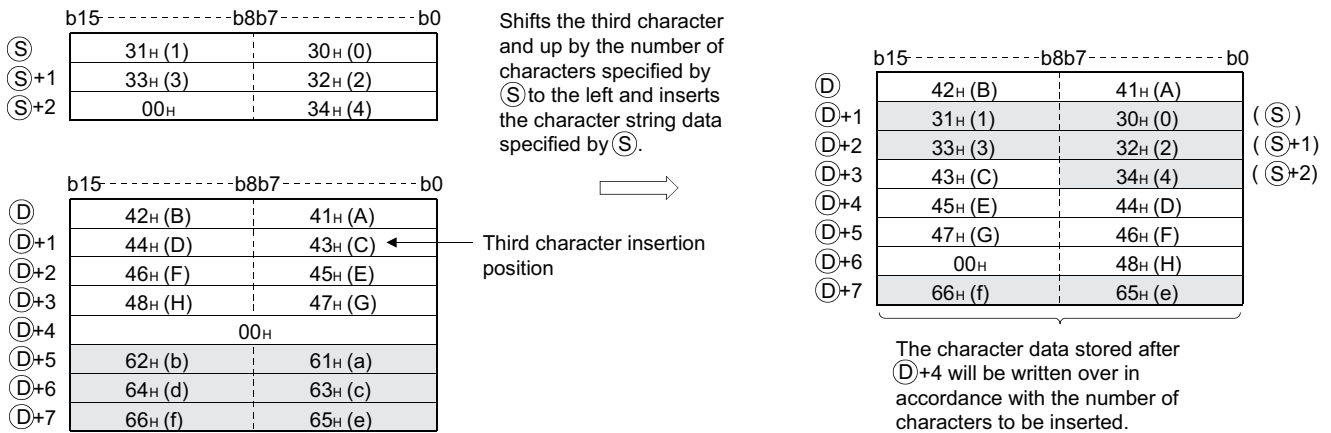 b15 b8b7 b0
Ⓢ 31H (1) 30H (0)
Ⓢ+1 33H (3) 32H (2)
Ⓢ+2 00H 34H (4)
b15 b8b7 b0
Ⓓ 42H (B) 41H (A)
Ⓓ+1 44H (D) 43H (C)
Ⓓ+2 46H (F) 45H (E)
Ⓓ+3 48H (H) 47H (G)
Ⓓ+4 00H
Ⓓ+5 62H (b) 61H (a)
Ⓓ+6 64H (d) 63H (c)
Ⓓ+7 66H (f) 65H (e)
Shifts the third character
and up by the number of
characters specified by
Ⓢ to the left and inserts
the character string data
specified by Ⓢ.
Third character insertion
position
b15 b8b7 b0
Ⓓ 42H (B) 41H (A)
Ⓓ+1 31H (1) 30H (0) (Ⓢ)
Ⓓ+2 33H (3) 32H (2) (Ⓢ+1)
Ⓓ+3 43H (C) 34H (4) (Ⓢ+2)
Ⓓ+4 45H (E) 44H (D)
Ⓓ+5 47H (G) 46H (F)
Ⓓ+6 00H 48H (H)
Ⓓ+7 66H (f) 65H (e)
The character data stored after
Ⓓ+4 will be written over in
accordance with the number of
characters to be inserted.